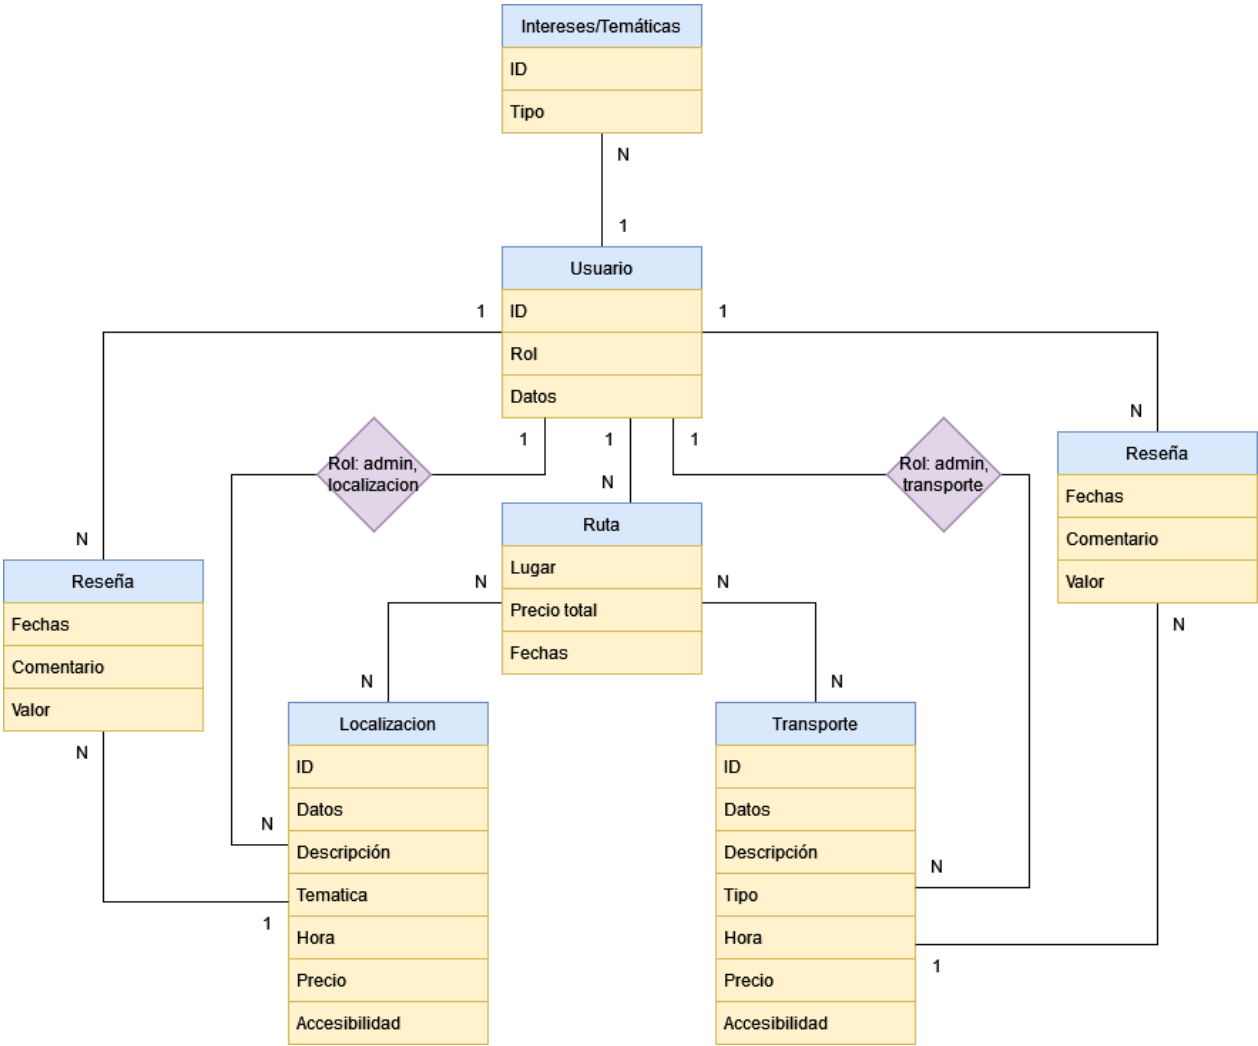 Intereses/Temáticas
ID
Tipo
N
1
Usuario
ID
Rol
Datos
1
1
1
1
1
N
Rol: admin,
localizacion
Rol: admin,
transporte
N
Reseña
Fechas
Comentario
Valor
N
Ruta
Lugar
Precio total
Fechas
N
N
N
Reseña
Fechas
Comentario
Valor
N
N
N
Localizacion
ID
Datos
Descripción
Tematica
Hora
Precio
Accesibilidad
N
1
Transporte
ID
Datos
Descripción
Tipo
Hora
Precio
Accesibilidad
N
1